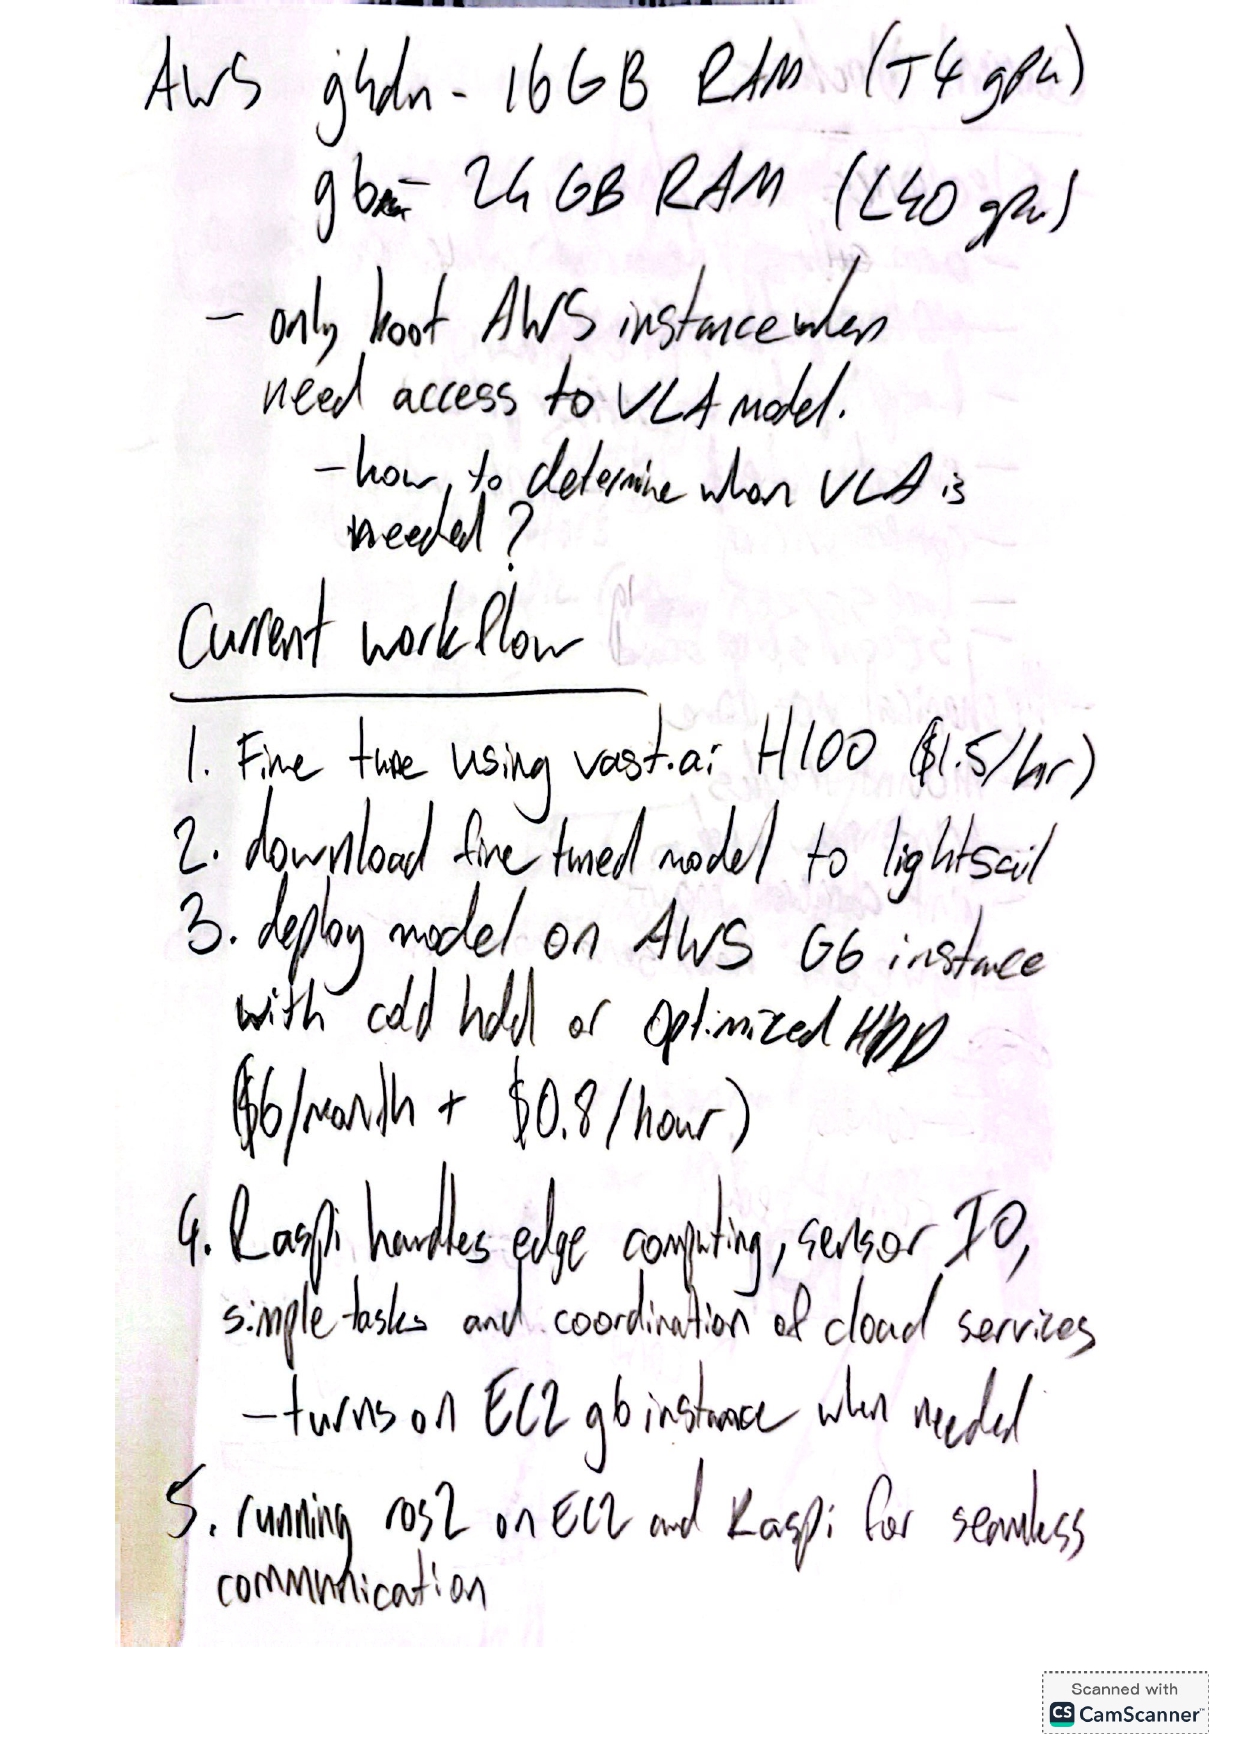 AWS g4dn - 16GB RAM (T4 gpu)
g6 - 24 GB RAM (L40 gpu)
- only boot AWS instance when
need access to VLA model.
- how to determine when VLA is
needed?
Current workflow
1. Fine tune using vast.ai H100 ($1.5/hr)
2. download fine tuned model to lightsail
3. deploy model on AWS G6 instance
with cold hdd or optimized HDD
($6/month + $0.8/hour)
4. Raspi handles edge computing, sensor IO,
simple tasks and coordination of cloud services
- turns on EC2 g6 instance when needed
5. running ros2 on EC2 and Raspi for seamless
communication
Scanned with
CS CamScanner